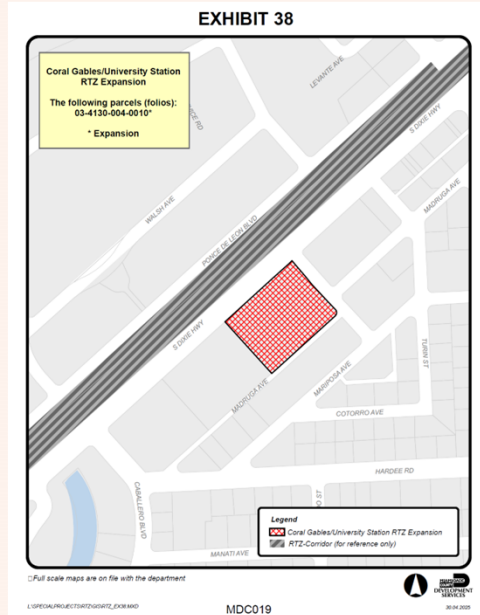 EXHIBIT 38
Coral Gables/University Station
RTZ Expansion
The following parcels (folios):
03-4130-004-0010*
* Expansion
LEVANTE AVE
S DIXIE HWY
MADRUGA AVE
WALSH AVE
PONCE DE LEON BLVD
S DIXIE HWY
TURIN ST
MARIPOSA AVE
MADRUGA AVE
COTORRO AVE
HARDEE RD
CABALLERO BLVD
MANATI AVE
Legend
Coral Gables/University Station RTZ Expansion
RTZ-Corridor (for reference only)
Full scale maps are on file with the department
DEVELOPMENT
SERVICES
MDC019
30.04.2025